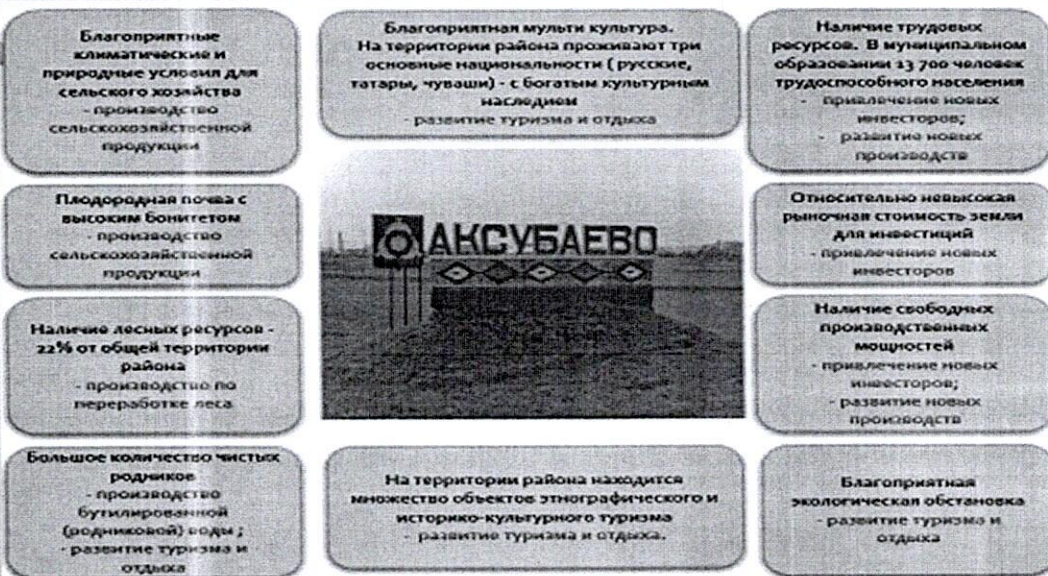 Благоприятные
климатические и
природные условия для
сельского хозяйства
- производство
сельскохозяйственной
продукции
Благоприятная мульти культура.
На территории района проживают три
основные национальности ( русские,
татары, чуваши) - с богатым культурным
наследием
- развитие туризма и отдыха
Наличие трудовых
ресурсов. В муниципальном
образовании 13 700 человек
трудоспособного населения
- привлечение новых
инвесторов;
- развитие новых
производств
Плодородная почва с
высоким бонитетом
- производство
сельскохозяйственной
продукции
АКСУБАЕВО
Относительно невысокая
рыночная стоимость земли
для инвестиций
- привлечение новых
инвесторов
Наличие лесных ресурсов -
22% от общей территории
района
- производство по
переработке леса
Наличие свободных
производственных
мощностей
- привлечение новых
инвесторов;
- развитие новых
производств
Большое количество чистых
родников
- производство
бутилированной
(родниковой) воды ;
- развитие туризма и
отдыха
На территории района находится
множество объектов этнографического и
историко-культурного туризма
- развитие туризма и отдыха.
Благоприятная
экологическая обстановка
- развитие туризма и
отдыха